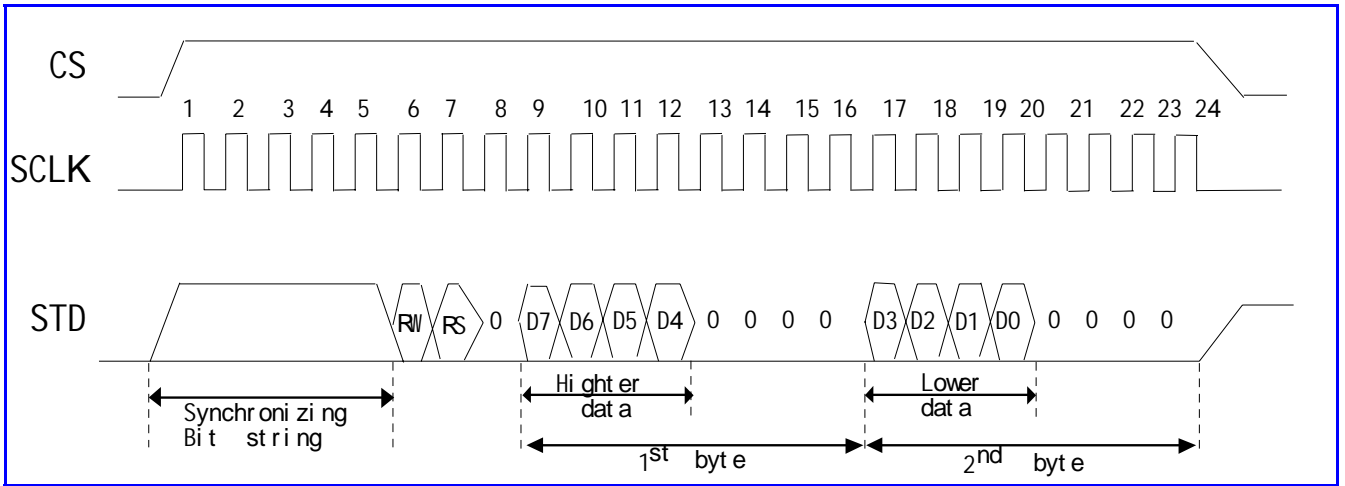 CS
1 2 3 4 5 6 7 8 9 10 11 12 13 14 15 16 17 18 19 20 21 22 23 24
SCLK
STD
RW RS 0 D7 D6 D5 D4 0 0 0 0 D3 D2 D1 D0 0 0 0 0
Highter
data
Lower
data
Synchronizing
Bit string
1st byte
2nd byte